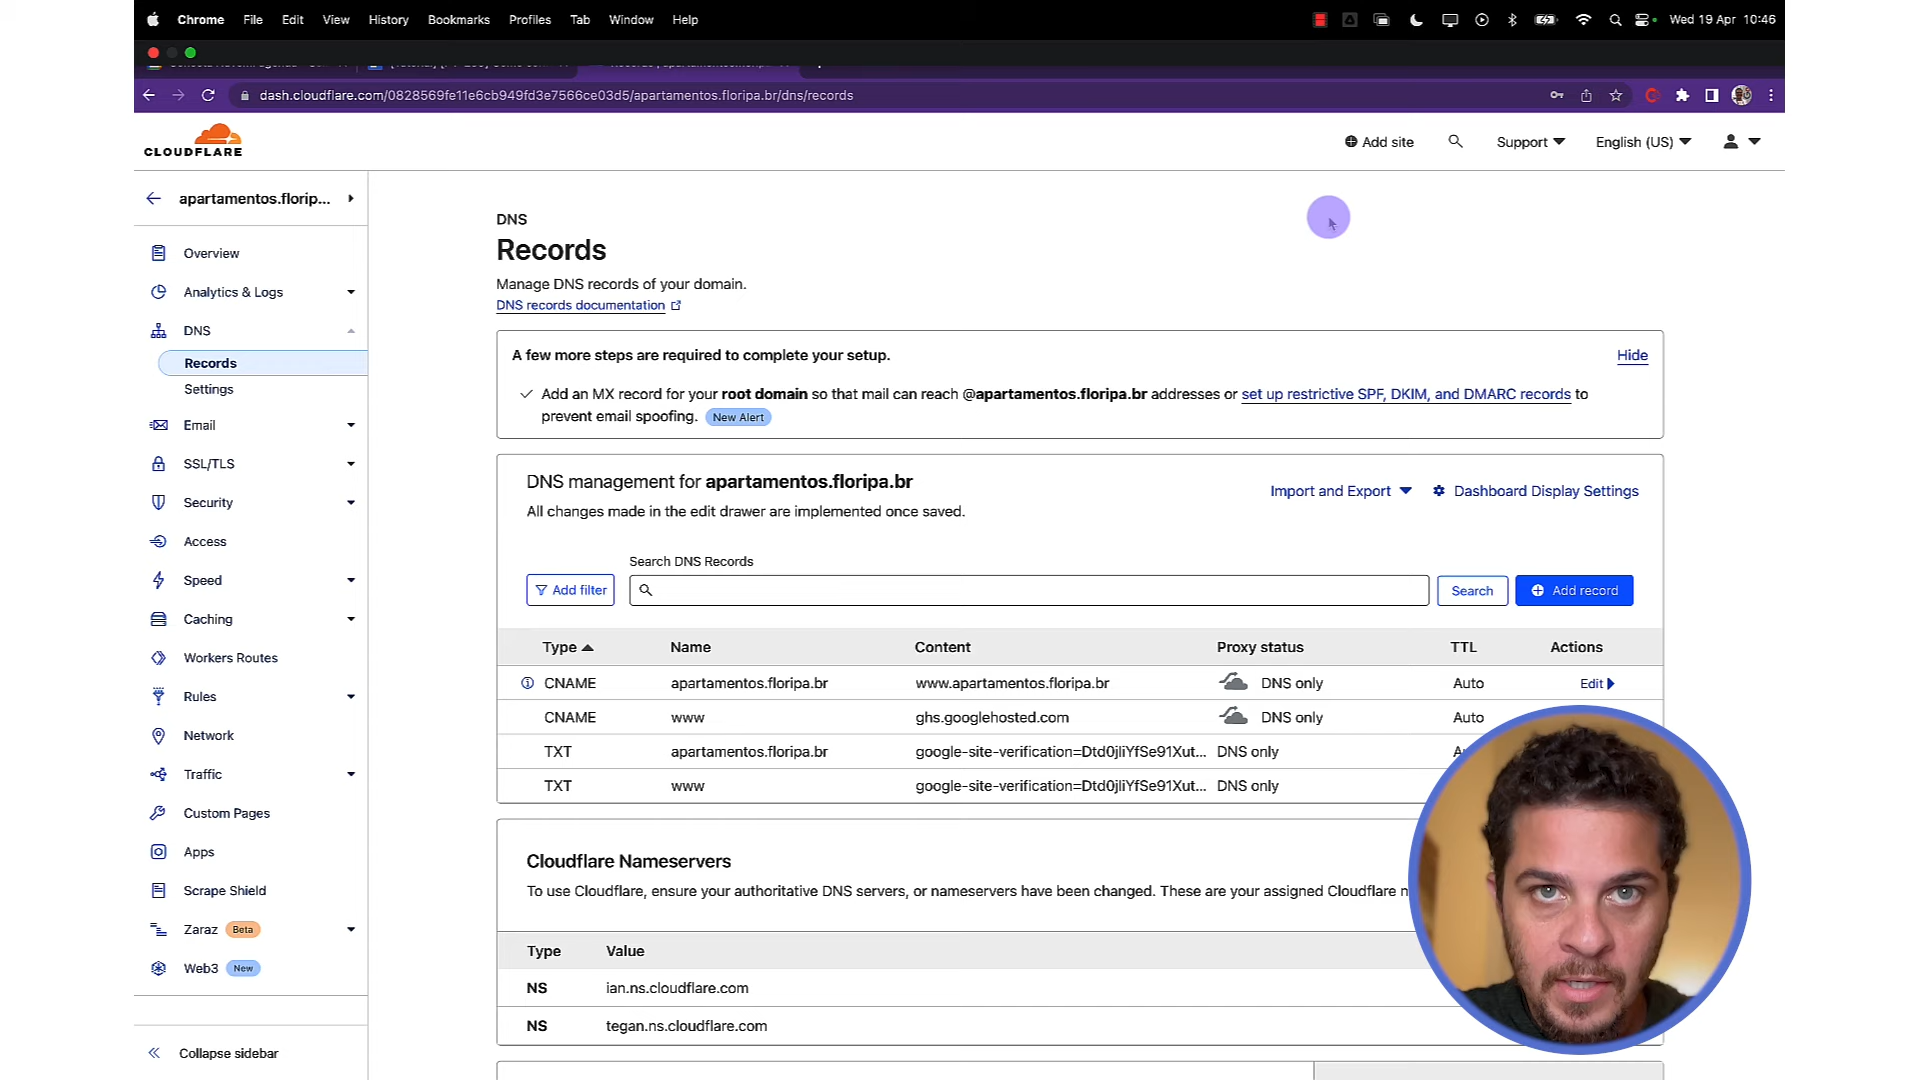 Chrome File Edit View History Bookmarks Profiles Tab Window Help Wed 19 Apr 10:46
dash.cloudflare.com/0828569fe11e6cb949fd3e7566ce03d5/apartamentos.floripa.br/dns/records
CLOUDFLARE
Add site Support English (US)
apartamentos.florip...
Overview
Analytics & Logs
DNS
Records
Settings
Email
SSL/TLS
Security
Access
Speed
Caching
Workers Routes
Rules
Network
Traffic
Custom Pages
Apps
Scrape Shield
Zaraz Beta
Web3 New
Collapse sidebar
DNS
Records
Manage DNS records of your domain.
DNS records documentation
A few more steps are required to complete your setup. Hide
Add an MX record for your root domain so that mail can reach @apartamentos.floripa.br addresses or set up restrictive SPF, DKIM, and DMARC records to
prevent email spoofing. New Alert
DNS management for apartamentos.floripa.br
All changes made in the edit drawer are implemented once saved.
Import and Export Dashboard Display Settings
Search DNS Records
Add filter Search Add record
Type Name Content Proxy status TTL Actions
CNAME apartamentos.floripa.br www.apartamentos.floripa.br DNS only Auto Edit
CNAME www ghs.googlehosted.com DNS only Auto
TXT apartamentos.floripa.br google-site-verification=Dtd0jliYfSe91Xut... DNS only
TXT www google-site-verification=Dtd0jliYfSe91Xut... DNS only
Cloudflare Nameservers
To use Cloudflare, ensure your authoritative DNS servers, or nameservers have been changed. These are your assigned Cloudflare n
Type Value
NS ian.ns.cloudflare.com
NS tegan.ns.cloudflare.com